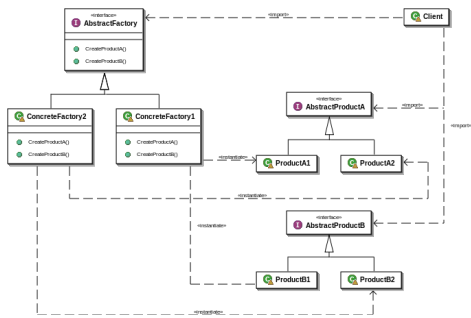 «interface»
AbstractFactory
CreateProductA()
CreateProductB()
«import»
Client
ConcreteFactory2
CreateProductA()
CreateProductB()
ConcreteFactory1
CreateProductA()
CreateProductB()
«interface»
AbstractProductA
«import»
«import»
«instantiate»
ProductA1
ProductA2
«instantiate»
«interface»
AbstractProductB
«instantiate»
ProductB1
ProductB2
«instantiate»